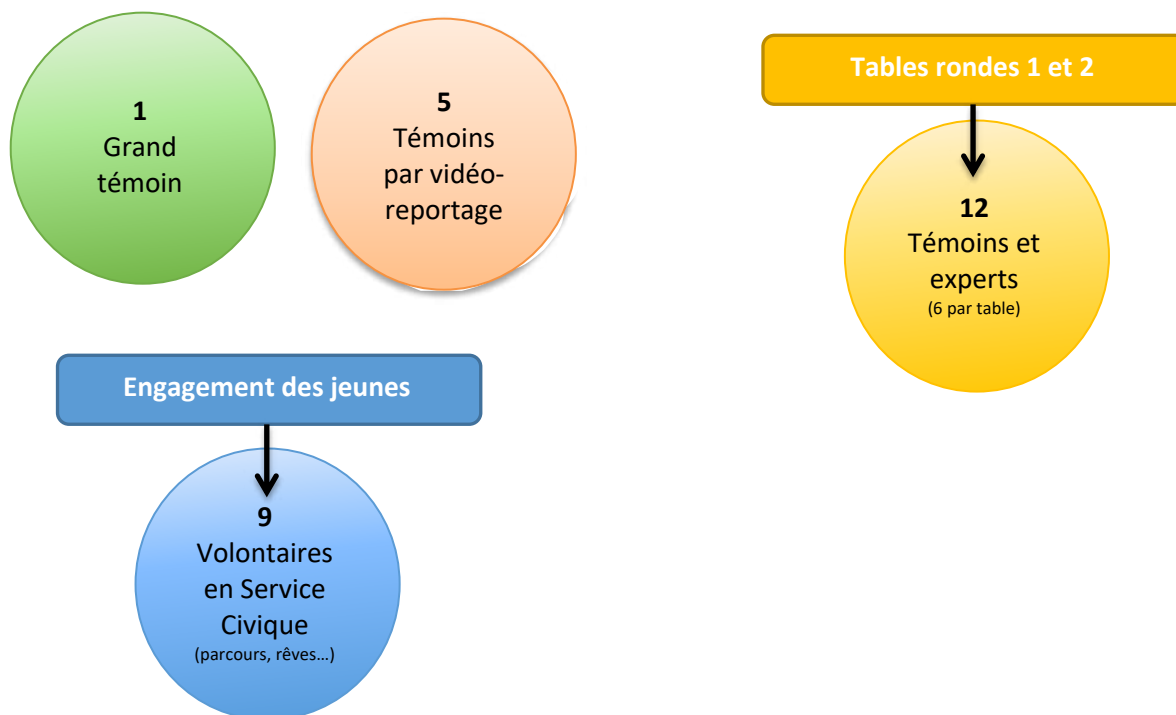 1
Grand
témoin
5
Témoins
par vidéo-
reportage
Tables rondes 1 et 2
12
Témoins et
experts
(6 par table)
Engagement des jeunes
9
Volontaires
en Service
Civique
(parcours, rêves…)